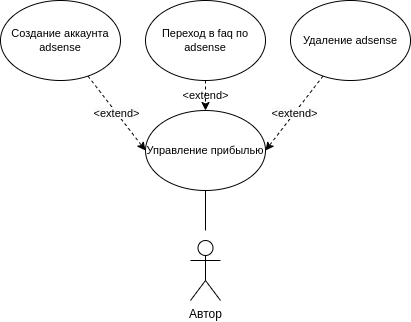 Создание аккаунта
adsense
Переход в faq по
adsense
Удаление adsense
<extend>
<extend>
<extend>
Управление прибылью
Автор